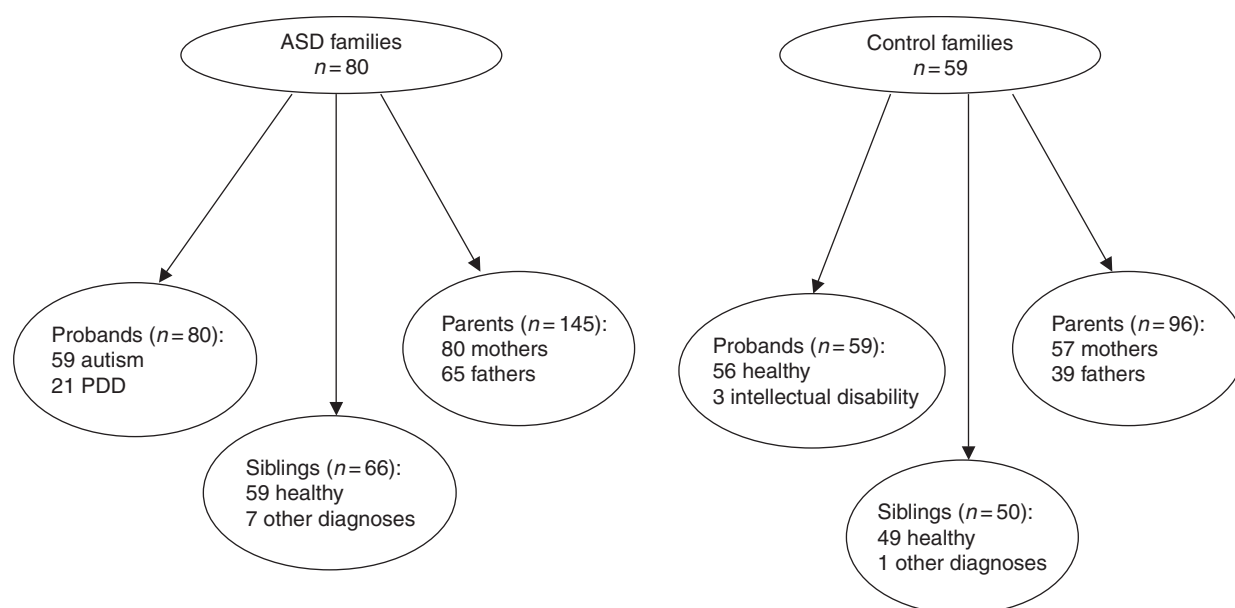 ASD families
n=80
Control families
n=59
Probands (n=80):
59 autism
21 PDD
Parents (n=145):
80 mothers
65 fathers
Siblings (n=66):
59 healthy
7 other diagnoses
Probands (n=59):
56 healthy
3 intellectual disability
Parents (n=96):
57 mothers
39 fathers
Siblings (n=50):
49 healthy
1 other diagnoses